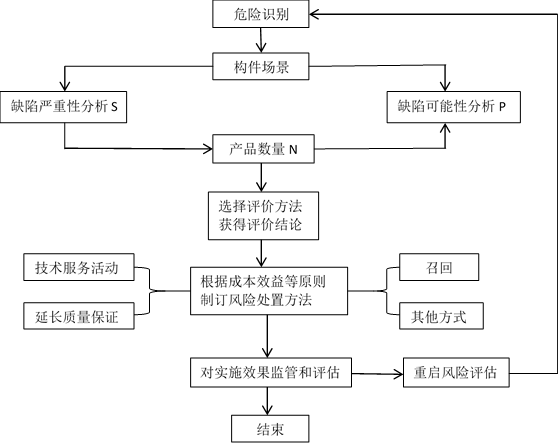 危险识别
构件场景
缺陷严重性分析 S
缺陷可能性分析 P
产品数量 N
选择评价方法
获得评价结论
技术服务活动
根据成本效益等原则
制订风险处置方法
召回
延长质量保证
其他方式
对实施效果监管和评估
重启风险评估
结束